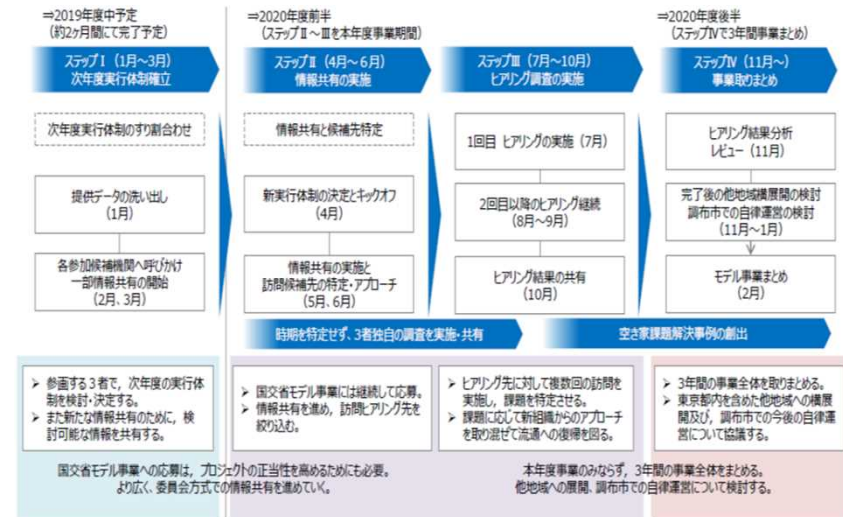 ⇒2019年度中予定
(約2ヶ月間にて完了予定)
⇒2020年度前半
(ステップⅡ～Ⅲを本年度事業期間)
⇒2020年度後半
(ステップⅣで3年間事業まとめ)
ステップⅠ(1月～3月)
次年度実行体制確立
ステップⅡ(4月～6月)
情報共有の実施
ステップⅢ(7月～10月)
ヒアリング調査の実施
ステップⅣ(11月～)
事業取りまとめ
次年度実行体制のすり割合わせ
提供データの洗い出し
(1月)
各参加候補機関へ呼びかけ
一部情報共有の開始
(2月、3月)
情報共有と候補先特定
新実行体制の決定とキックオフ
(4月)
情報共有の実施と
訪問候補先の特定・アプローチ
(5月、6月)
1回目 ヒアリングの実施(7月)
2回目以降のヒアリング継続
(8月～9月)
ヒアリング結果の共有
(10月)
ヒアリング結果分析
レビュー(11月)
完了後の他地域横展開の検討
調布市での自律運営の検討
(11月～1月)
モデル事業まとめ
(2月)
時期を特定せず、3者独自の調査を実施・共有
空き家課題解決事例の創出
➢ 参画する3者で，次年度の実行体
制を検討・決定する。
➢ また新たな情報共有のために，検
討可能な情報を共有する。
➢ 国交省モデル事業には継続して応募。
➢ 情報共有を進め，訪問ヒアリング先を
絞り込む。
➢ ヒアリング先に対して複数回の訪問を
実施し，課題を特定させる。
➢ 課題に応じて新組織からのアプローチ
を取り混ぜて流通への復帰を図る。
➢ 3年間の事業全体を取りまとめる。
➢ 東京都内を含めた他地域への横展
開及び，調布市での今後の自律運
営について協議する。
国交省モデル事業への応募は，プロジェクトの正当性を高めるためにも必要。
より広く、委員会方式での情報共有を進めていく。
本年度事業のみならず，3年間の事業全体をまとめる。
他地域への展開、調布市での自律運営について検討する。